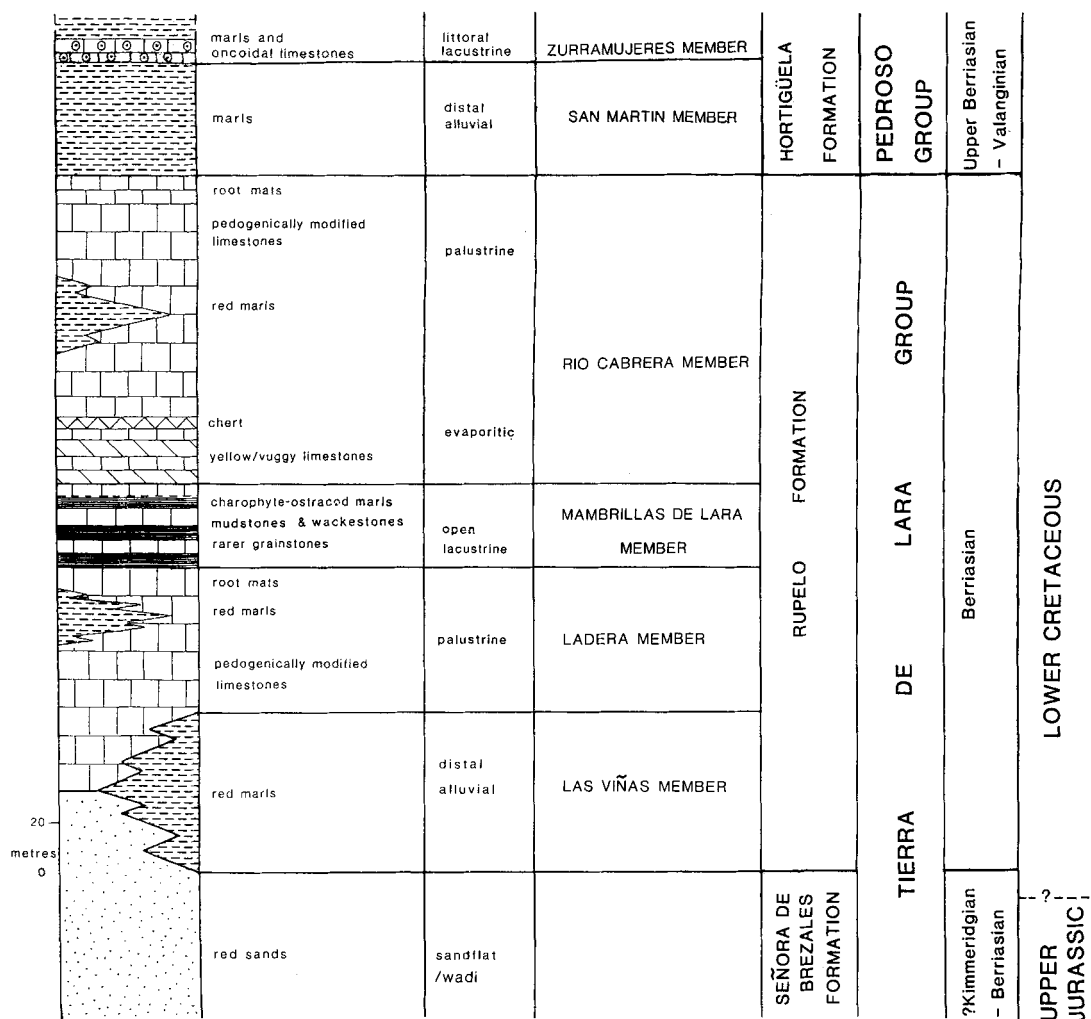 marls and
oncoidal limestones
littoral
lacustrine
ZURRAMUJERES MEMBER
marls
distal
alluvial
SAN MARTIN MEMBER
HORTIGÜELA
FORMATION
PEDROSO
GROUP
Upper Berriasian
- Valanginian
root mats
pedogenically modified
limestones
palustrine
red marls
RIO CABRERA MEMBER
chert
evaporitic
yellow/vuggy limestones
charophyte-ostracod marls
mudstones & wackestones
rarer grainstones
open
lacustrine
MAMBRILLAS DE LARA
MEMBER
root mats
red marls
palustrine
LADERA MEMBER
pedogenically modified
limestones
distal
alluvial
red marls
LAS VIÑAS MEMBER
RUPELO FORMATION
TIERRA DE LARA GROUP
Berriasian
LOWER CRETACEOUS
20
metres
0
red sands
sandflat
/wadi
SEÑORA DE
BREZALES
FORMATION
?Kimmeridgian
- Berriasian
?
UPPER
JURASSIC